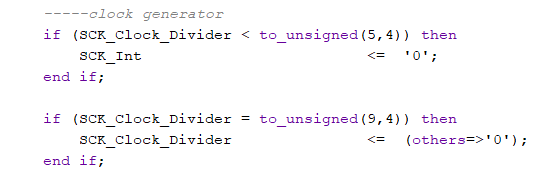 -----clock generator
if (SCK_Clock_Divider < to_unsigned(5,4)) then
SCK_Int <= '0';
end if;
if (SCK_Clock_Divider = to_unsigned(9,4)) then
SCK_Clock_Divider <= (others=>'0');
end if;